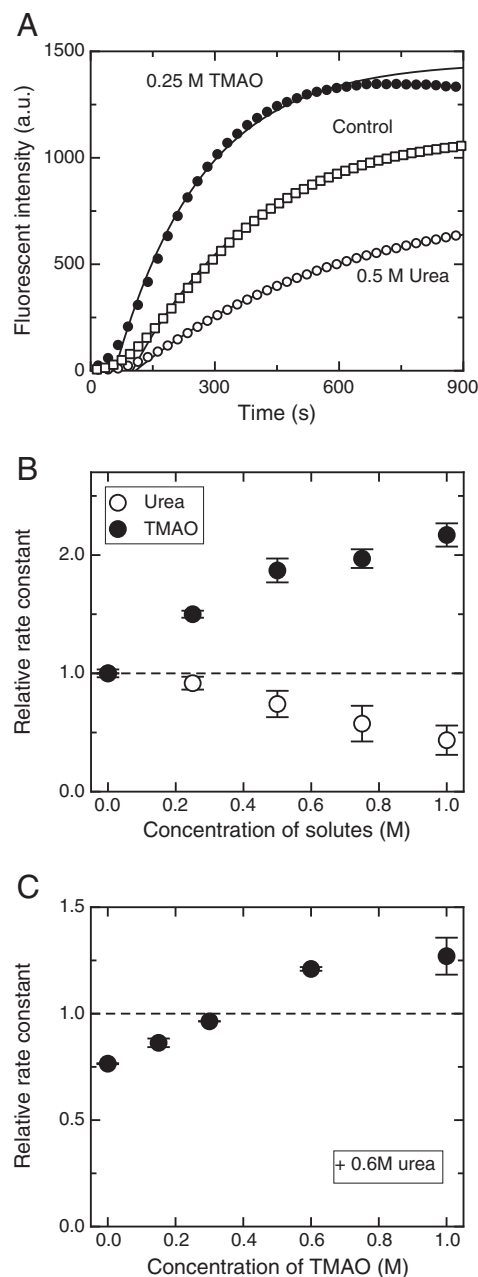 A
1500
1000
500
0
0 300 600 900
Fluorescent intensity (a.u.)
Time (s)
0.25 M TMAO
Control
0.5 M Urea
B
Urea
TMAO
2.0
1.0
0.0
0.0 0.2 0.4 0.6 0.8 1.0
Relative rate constant
Concentration of solutes (M)
C
1.5
1.0
0.5
0.0
0.0 0.2 0.4 0.6 0.8 1.0
Relative rate constant
+ 0.6M urea
Concentration of TMAO (M)